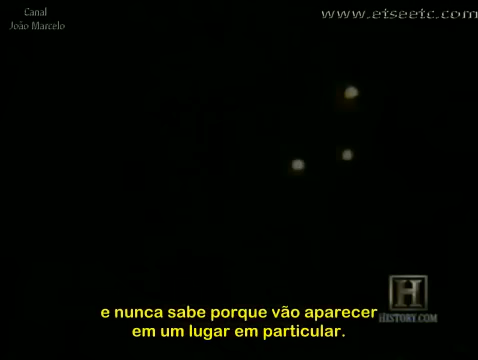 Canal
João Marcelo
www.etseetc.com
H
HISTORY.COM
e nunca sabe porque vão aparecer
em um lugar em particular.